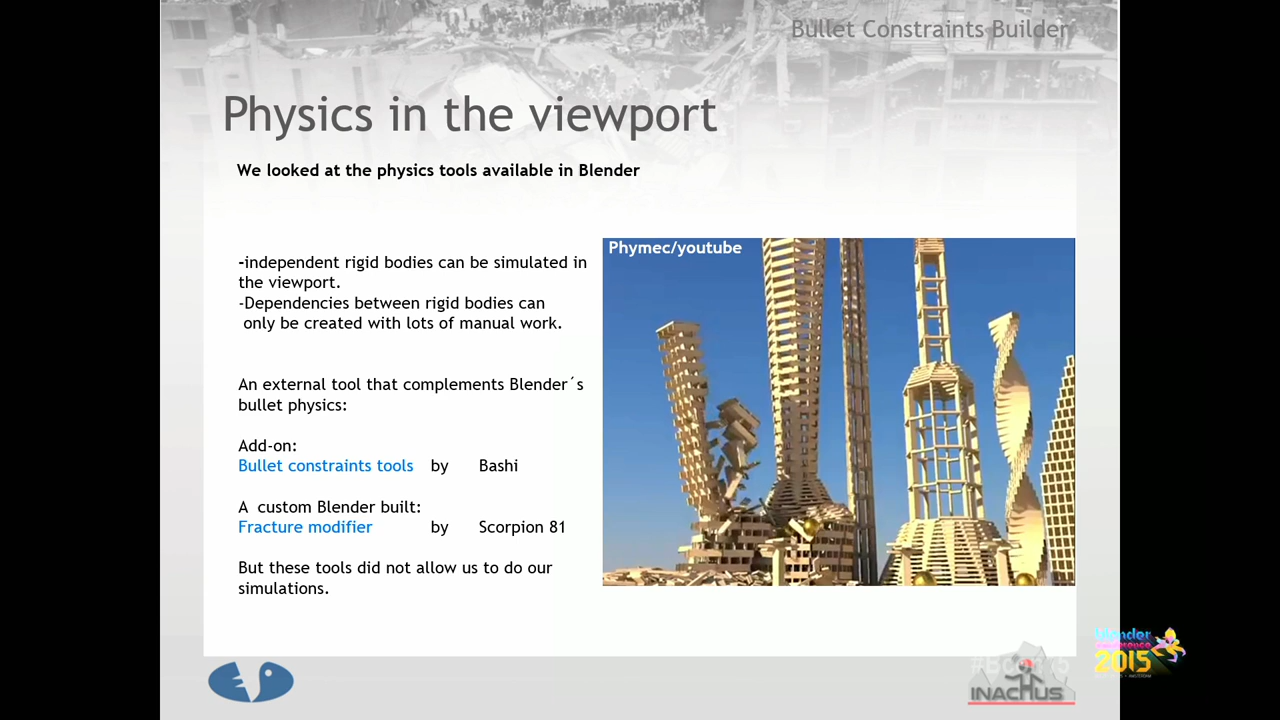 Bullet Constraints Builder
Physics in the viewport
We looked at the physics tools available in Blender
Phymec/youtube
-independent rigid bodies can be simulated in
the viewport.
-Dependencies between rigid bodies can
only be created with lots of manual work.
An external tool that complements Blender´s
bullet physics:
Add-on:
Bullet constraints tools by Bashi
A custom Blender built:
Fracture modifier by Scorpion 81
But these tools did not allow us to do our
simulations.
INACHUS
blender
conference
2015